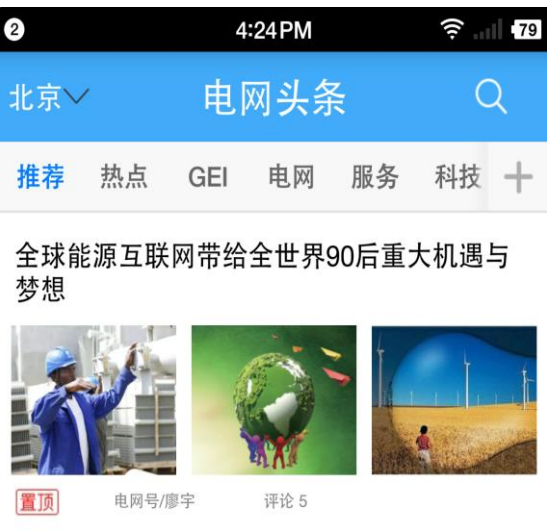 2 4:24PM 79
北京 电网头条
推荐 热点 GEI 电网 服务 科技
全球能源互联网带给全世界90后重大机遇与
梦想
置顶 电网号/廖宇 评论 5